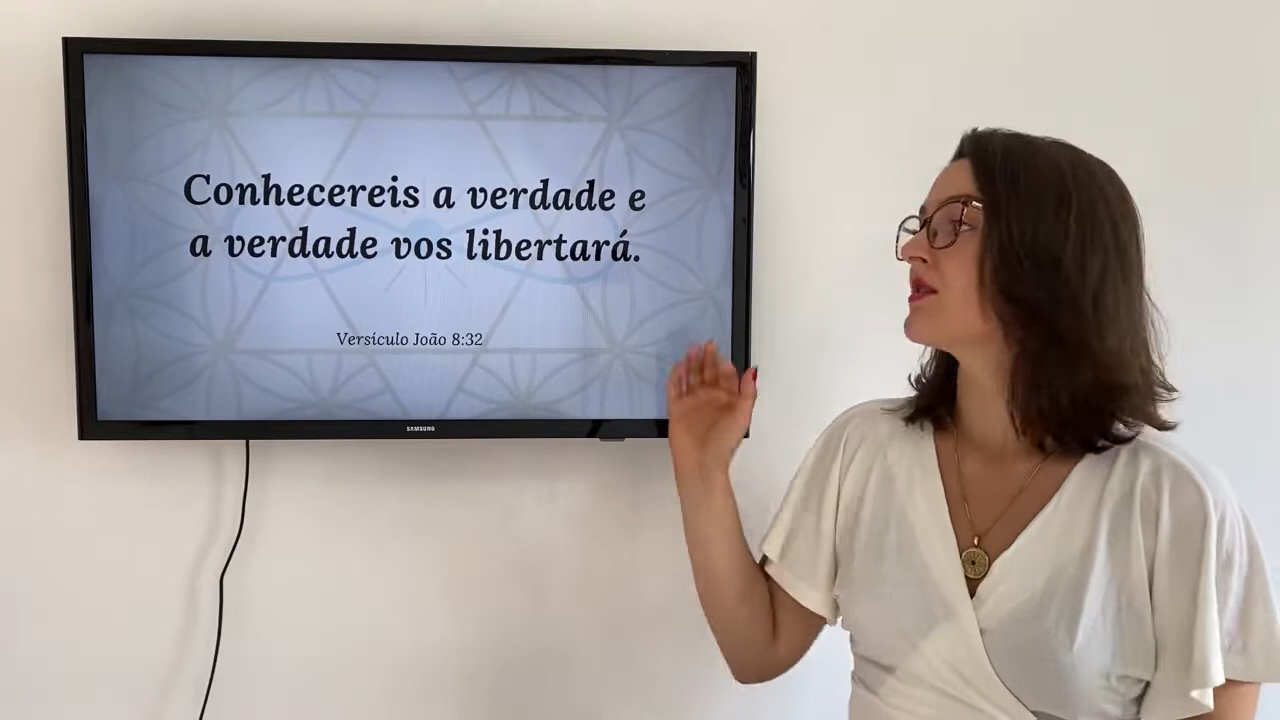 Conhecereis a verdade e
a verdade vos libertará.
Versículo João 8:32
SAMSUNG